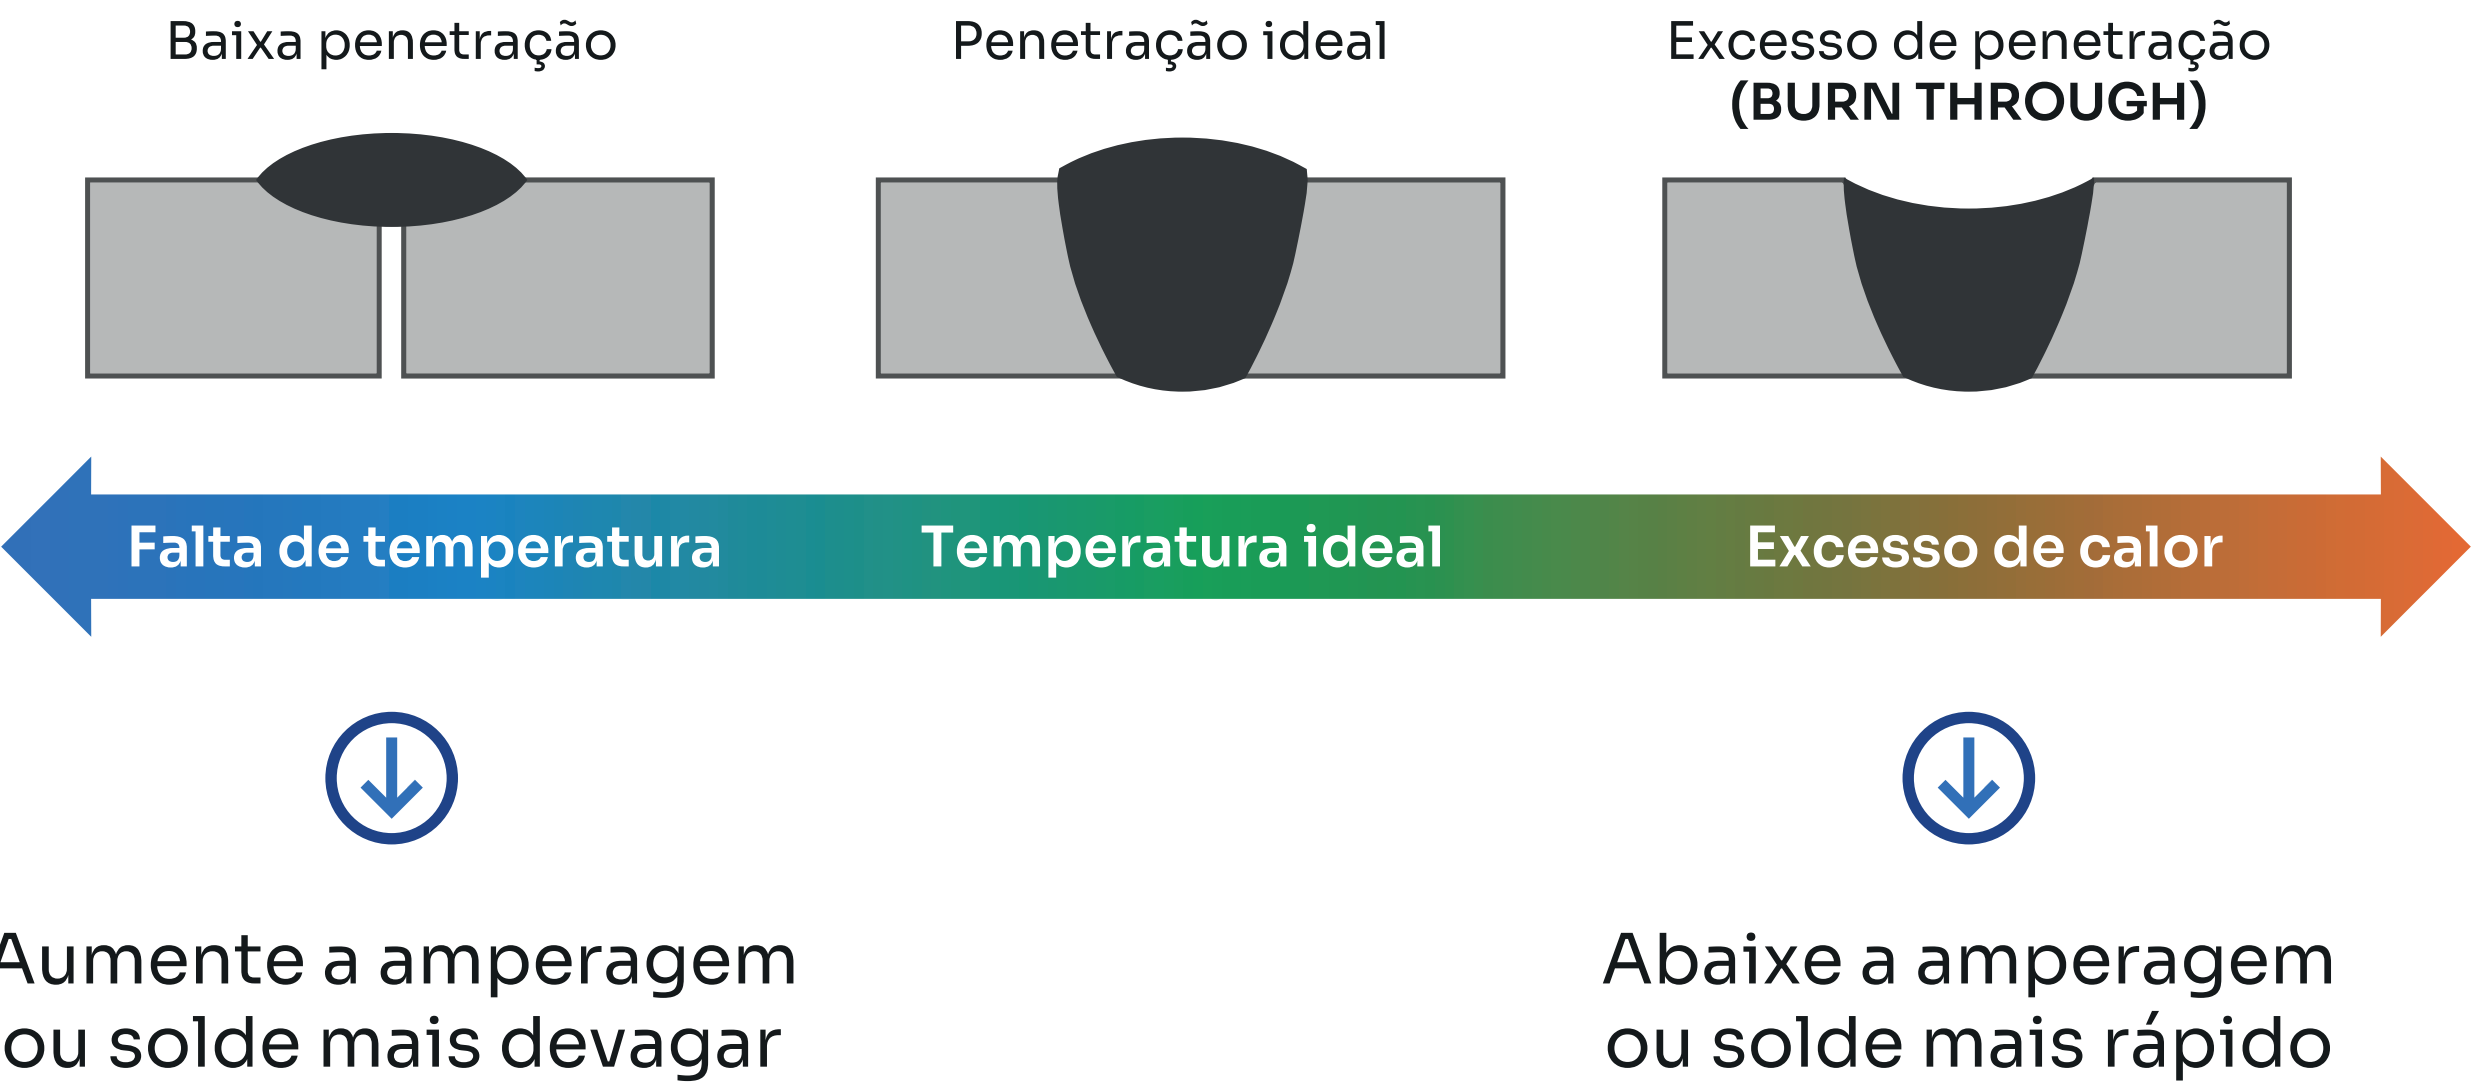 Baixa penetração
Penetração ideal
Excesso de penetração
(BURN THROUGH)
Falta de temperatura
Temperatura ideal
Excesso de calor
Aumente a amperagem
ou solde mais devagar
Abaixe a amperagem
ou solde mais rápido